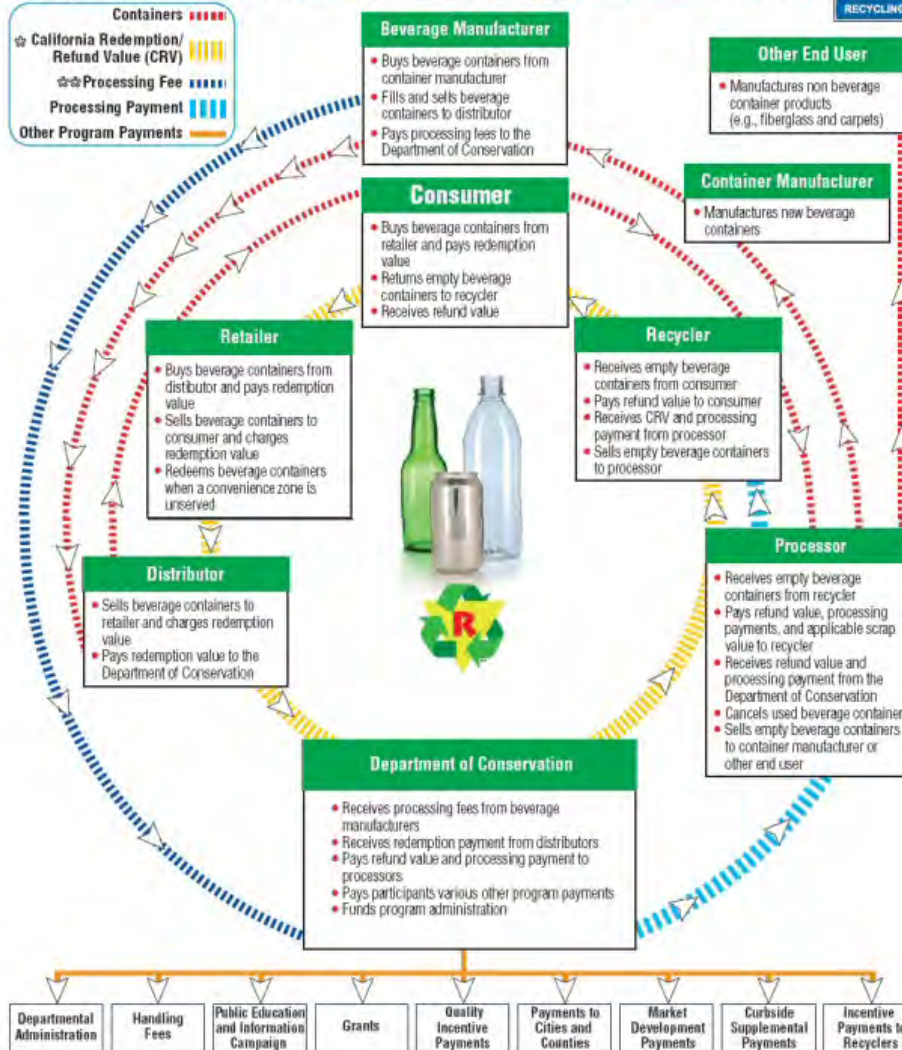 RECYCLING
Containers
☆ California Redemption/
Refund Value (CRV)
☆☆Processing Fee
Processing Payment
Other Program Payments
Beverage Manufacturer
• Buys beverage containers from
container manufacturer
• Fills and sells beverage
containers to distributor
• Pays processing fees to the
Department of Conservation
Other End User
• Manufactures non beverage
container products
(e.g., fiberglass and carpets)
Container Manufacturer
• Manufactures new beverage
containers
Consumer
• Buys beverage containers from
retailer and pays redemption
value
• Returns empty beverage
containers to recycler
• Receives refund value
Retailer
• Buys beverage containers from
distibutor and pays redemption
value
• Sells beverage containers to
consumer and charges
redemption value
• Redeems beverage containers
when a convenience zone is
unserved
Recycler
• Receives empty beverage
containers from consumer
• Pays refund value to consumer
• Receives CRV and processing
payment from processor
• Sells empty beverage containers
to processor
Distributor
• Sells beverage containers to
retailer and charges redemption
value
• Pays redemption value to the
Department of Conservation
R
Processor
• Receives empty beverage
containers from recycler
• Pays refund value, processing
payments, and applicable scrap
value to recycler
• Receives refund value and
processing payment from the
Department of Conservation
• Cancels used beverage container
• Sells empty beverage containers
to container manufacturer or
other end user
Department of Conservation
• Receives processing fees from beverage
manufacturers
• Receives redemption payment from distributors
• Pays refund value and processing payment to
processors
• Pays participants various other program payments
• Funds program administration
Departmental
Administration
Handling
Fees
Public Education
and Information
Campaign
Grants
Quality
Incentive
Payments
Payments to
Cities and
Counties
Market
Development
Payments
Curbside
Supplemental
Payments
Incentive
Payments to
Recyclers